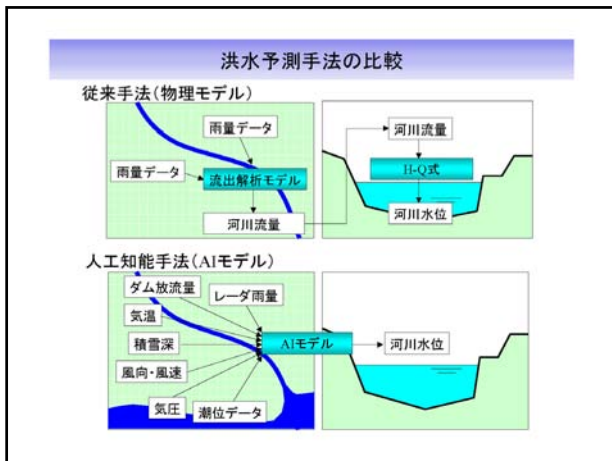 洪水予測手法の比較
従来手法(物理モデル)
雨量データ
雨量データ
流出解析モデル
河川流量
河川流量
H-Q式
河川水位
人工知能手法(AIモデル)
ダム放流量
レーダ雨量
気温
積雪深
AIモデル
河川水位
風向・風速
気圧
潮位データ